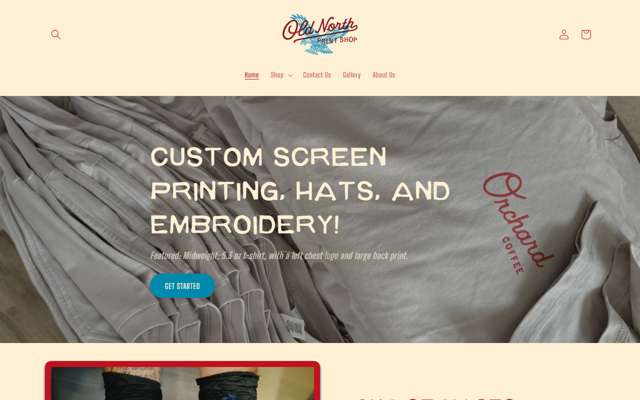 Old North
PRINT SHOP
Home Shop Contact Us Gallery About Us
CUSTOM SCREEN
PRINTING, HATS, AND
EMBROIDERY!
Featured: Midweight, 5.3 oz t-shirt, with a left chest logo and large back print.
GET STARTED
Orchard
COFFEE